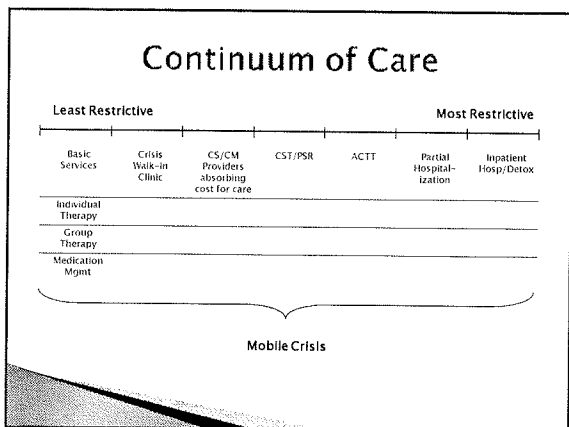 Continuum of Care
Least Restrictive
Most Restrictive
Basic
Services
Crisis
Walk-in
Clinic
CS/CM
Providers
absorbing
cost for care
CST/PSR
ACTT
Partial
Hospital-
ization
Inpatient
Hosp/Detox
Individual
Therapy
Group
Therapy
Medication
Mgmt
Mobile Crisis